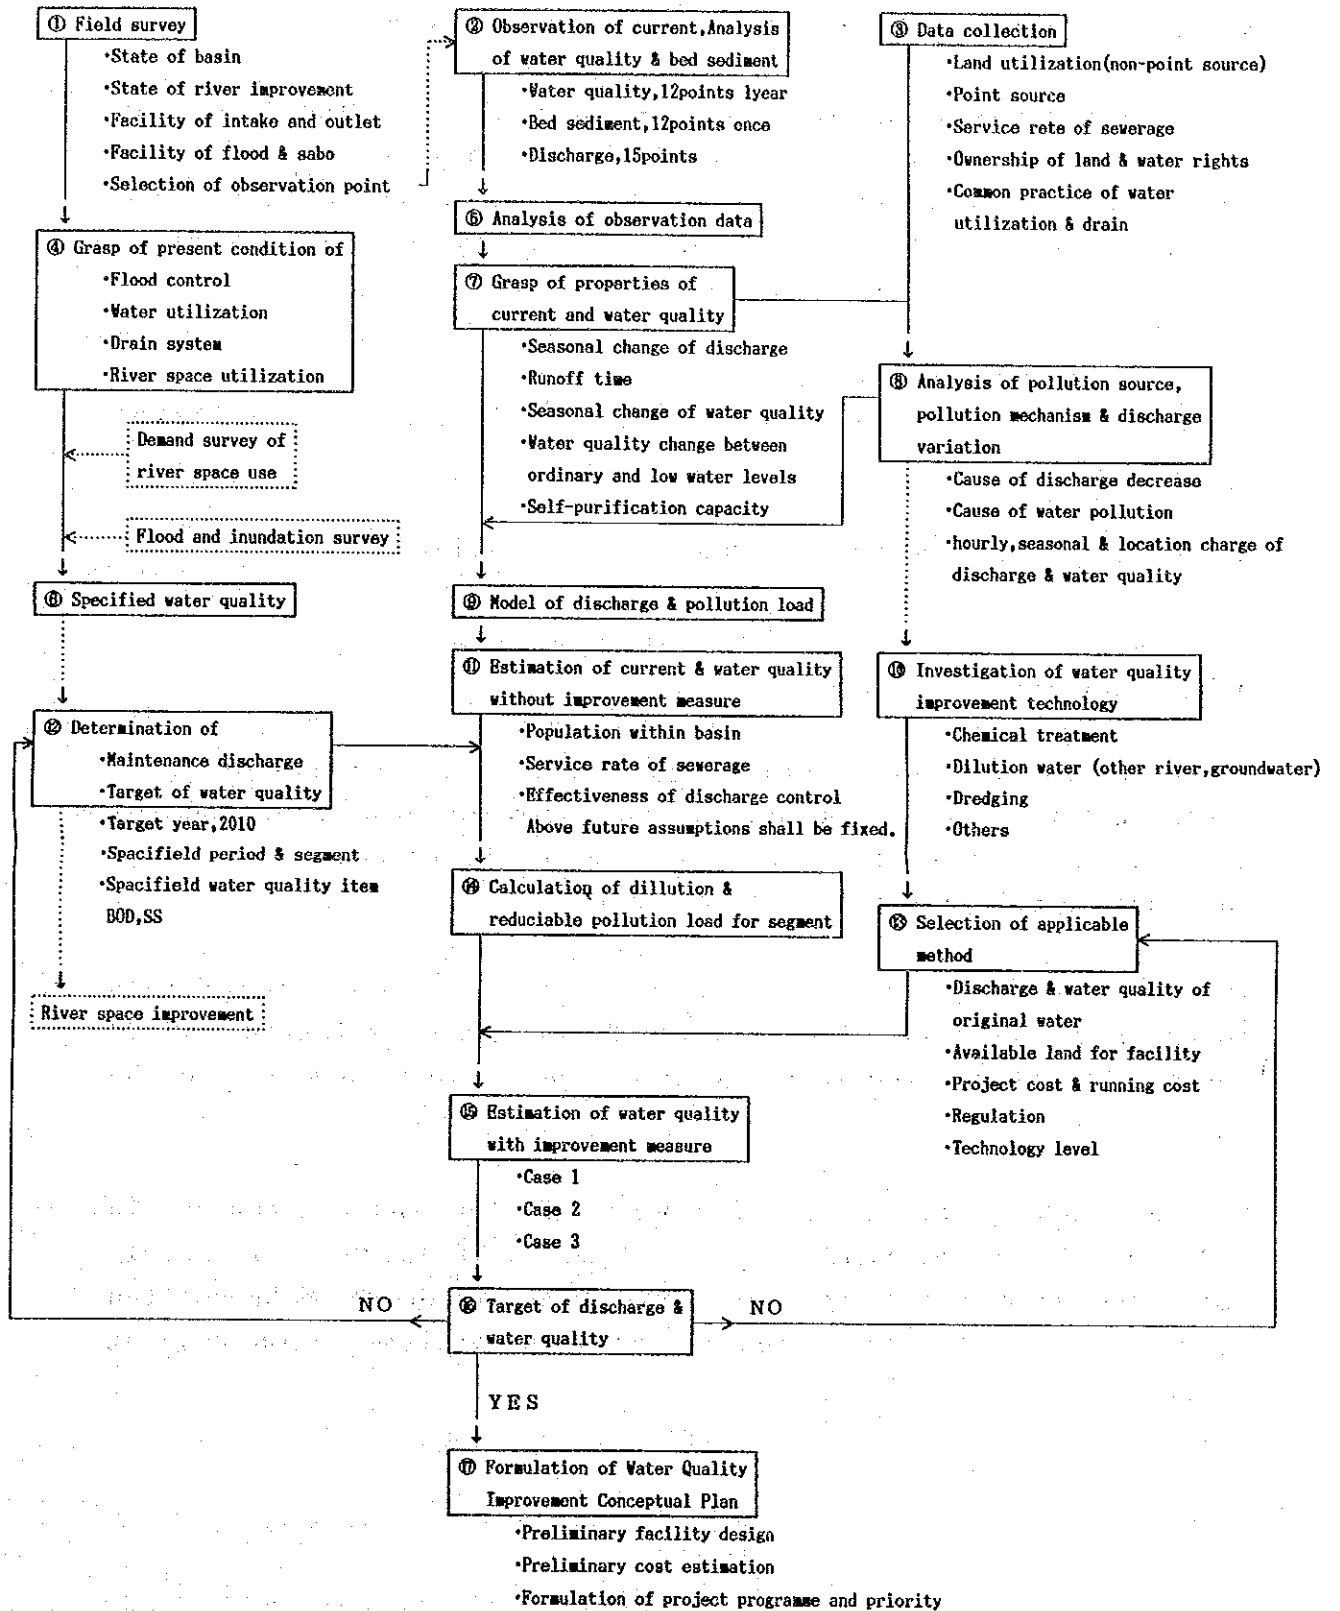 ① Field survey
•State of basin
•State of river improvement
•Facility of intake and outlet
•Facility of flood & sabo
•Selection of observation point
② Observation of current,Analysis
of water quality & bed sediment
•Water quality,12points 1year
•Bed sediment,12points once
•Discharge,15points
③ Data collection
•Land utilization(non-point source)
•Point source
•Service rete of sewerage
•Ownership of land & water rights
•Common practice of water
utilization & drain
④ Grasp of present condition of
•Flood control
•Water utilization
•Drain system
•River space utilization
⑤ Analysis of observation data
⑦ Grasp of properties of
current and water quality
•Seasonal change of discharge
•Runoff time
•Seasonal change of water quality
•Water quality change between
ordinary and low water levels
•Self-purification capacity
⑧ Analysis of pollution source,
pollution mechanism & discharge
variation
•Cause of discharge decrease
•Cause of water pollution
•hourly,seasonal & location charge of
discharge & water quality
Demand survey of
river space use
Flood and inundation survey
⑥ Specified water quality
⑨ Model of discharge & pollution load
⑪ Estimation of current & water quality
without improvement measure
•Population within basin
•Service rate of sewerage
•Effectiveness of discharge control
Above future assumptions shall be fixed.
⑩ Investigation of water quality
improvement technology
•Chemical treatment
•Dilution water (other river,groundwater)
•Dredging
•Others
⑫ Determination of
•Maintenance discharge
•Target of water quality
•Target year,2010
•Spacifield period & segment
•Spacifield water quality item
BOD,SS
River space improvement
⑭ Calculation of dillution &
reduciable pollution load for segment
⑬ Selection of applicable
method
•Discharge & water quality of
original water
•Available land for facility
•Project cost & running cost
•Regulation
•Technology level
⑮ Estimation of water quality
with improvement measure
•Case 1
•Case 2
•Case 3
NO
⑯ Target of discharge &
water quality
NO
YES
⑰ Formulation of Water Quality
Improvement Conceptual Plan
•Preliminary facility design
•Preliminary cost estimation
•Formulation of project programme and priority